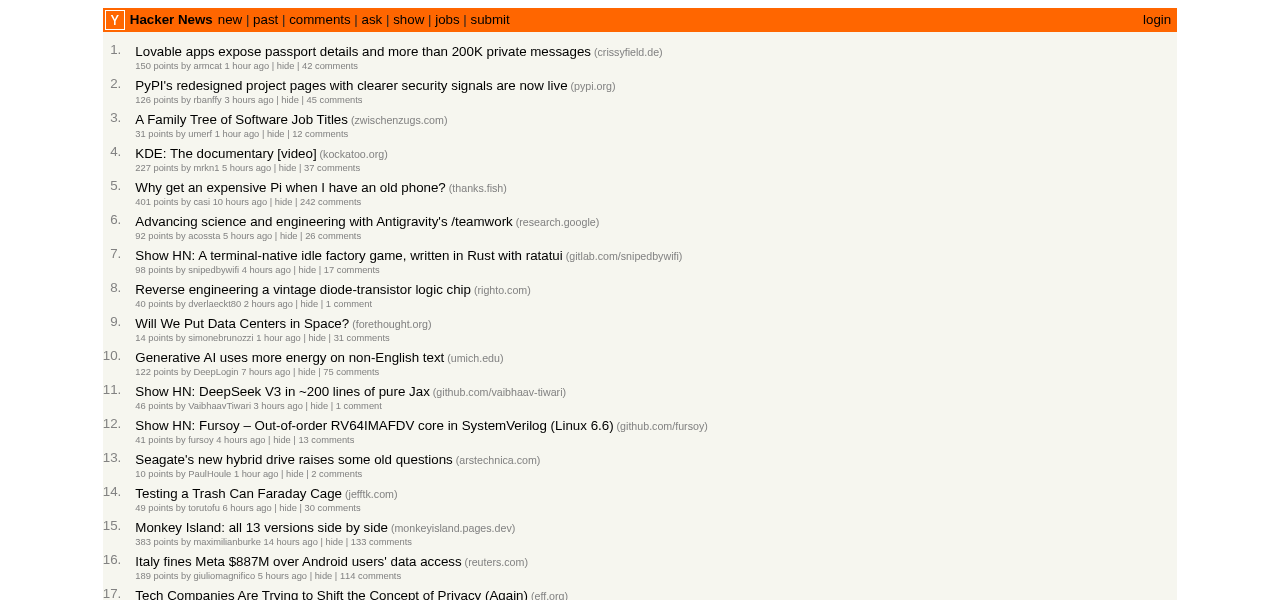 Y Hacker News new | past | comments | ask | show | jobs | submit login
1. Lovable apps expose passport details and more than 200K private messages (crissyfield.de)
150 points by armcat 1 hour ago | hide | 42 comments
2. PyPI's redesigned project pages with clearer security signals are now live (pypi.org)
126 points by rbanffy 3 hours ago | hide | 45 comments
3. A Family Tree of Software Job Titles (zwischenzugs.com)
31 points by umerf 1 hour ago | hide | 12 comments
4. KDE: The documentary [video] (kockatoo.org)
227 points by mrkn1 5 hours ago | hide | 37 comments
5. Why get an expensive Pi when I have an old phone? (thanks.fish)
401 points by casi 10 hours ago | hide | 242 comments
6. Advancing science and engineering with Antigravity's /teamwork (research.google)
92 points by acossta 5 hours ago | hide | 26 comments
7. Show HN: A terminal-native idle factory game, written in Rust with ratatui (gitlab.com/snipedbywifi)
98 points by snipedbywifi 4 hours ago | hide | 17 comments
8. Reverse engineering a vintage diode-transistor logic chip (righto.com)
40 points by dverlaeckt80 2 hours ago | hide | 1 comment
9. Will We Put Data Centers in Space? (forethought.org)
14 points by simonebrunozzi 1 hour ago | hide | 31 comments
10. Generative AI uses more energy on non-English text (umich.edu)
122 points by DeepLogin 7 hours ago | hide | 75 comments
11. Show HN: DeepSeek V3 in ~200 lines of pure Jax (github.com/vaibhaav-tiwari)
46 points by VaibhaavTiwari 3 hours ago | hide | 1 comment
12. Show HN: Fursoy – Out-of-order RV64IMAFDV core in SystemVerilog (Linux 6.6) (github.com/fursoy)
41 points by fursoy 4 hours ago | hide | 13 comments
13. Seagate's new hybrid drive raises some old questions (arstechnica.com)
10 points by PaulHoule 1 hour ago | hide | 2 comments
14. Testing a Trash Can Faraday Cage (jefftk.com)
49 points by torutofu 6 hours ago | hide | 30 comments
15. Monkey Island: all 13 versions side by side (monkeyisland.pages.dev)
383 points by maximilianburke 14 hours ago | hide | 133 comments
16. Italy fines Meta $887M over Android users' data access (reuters.com)
189 points by giuliomagnifico 5 hours ago | hide | 114 comments
17. Tech Companies Are Trying to Shift the Concept of Privacy (Again) (eff.org)